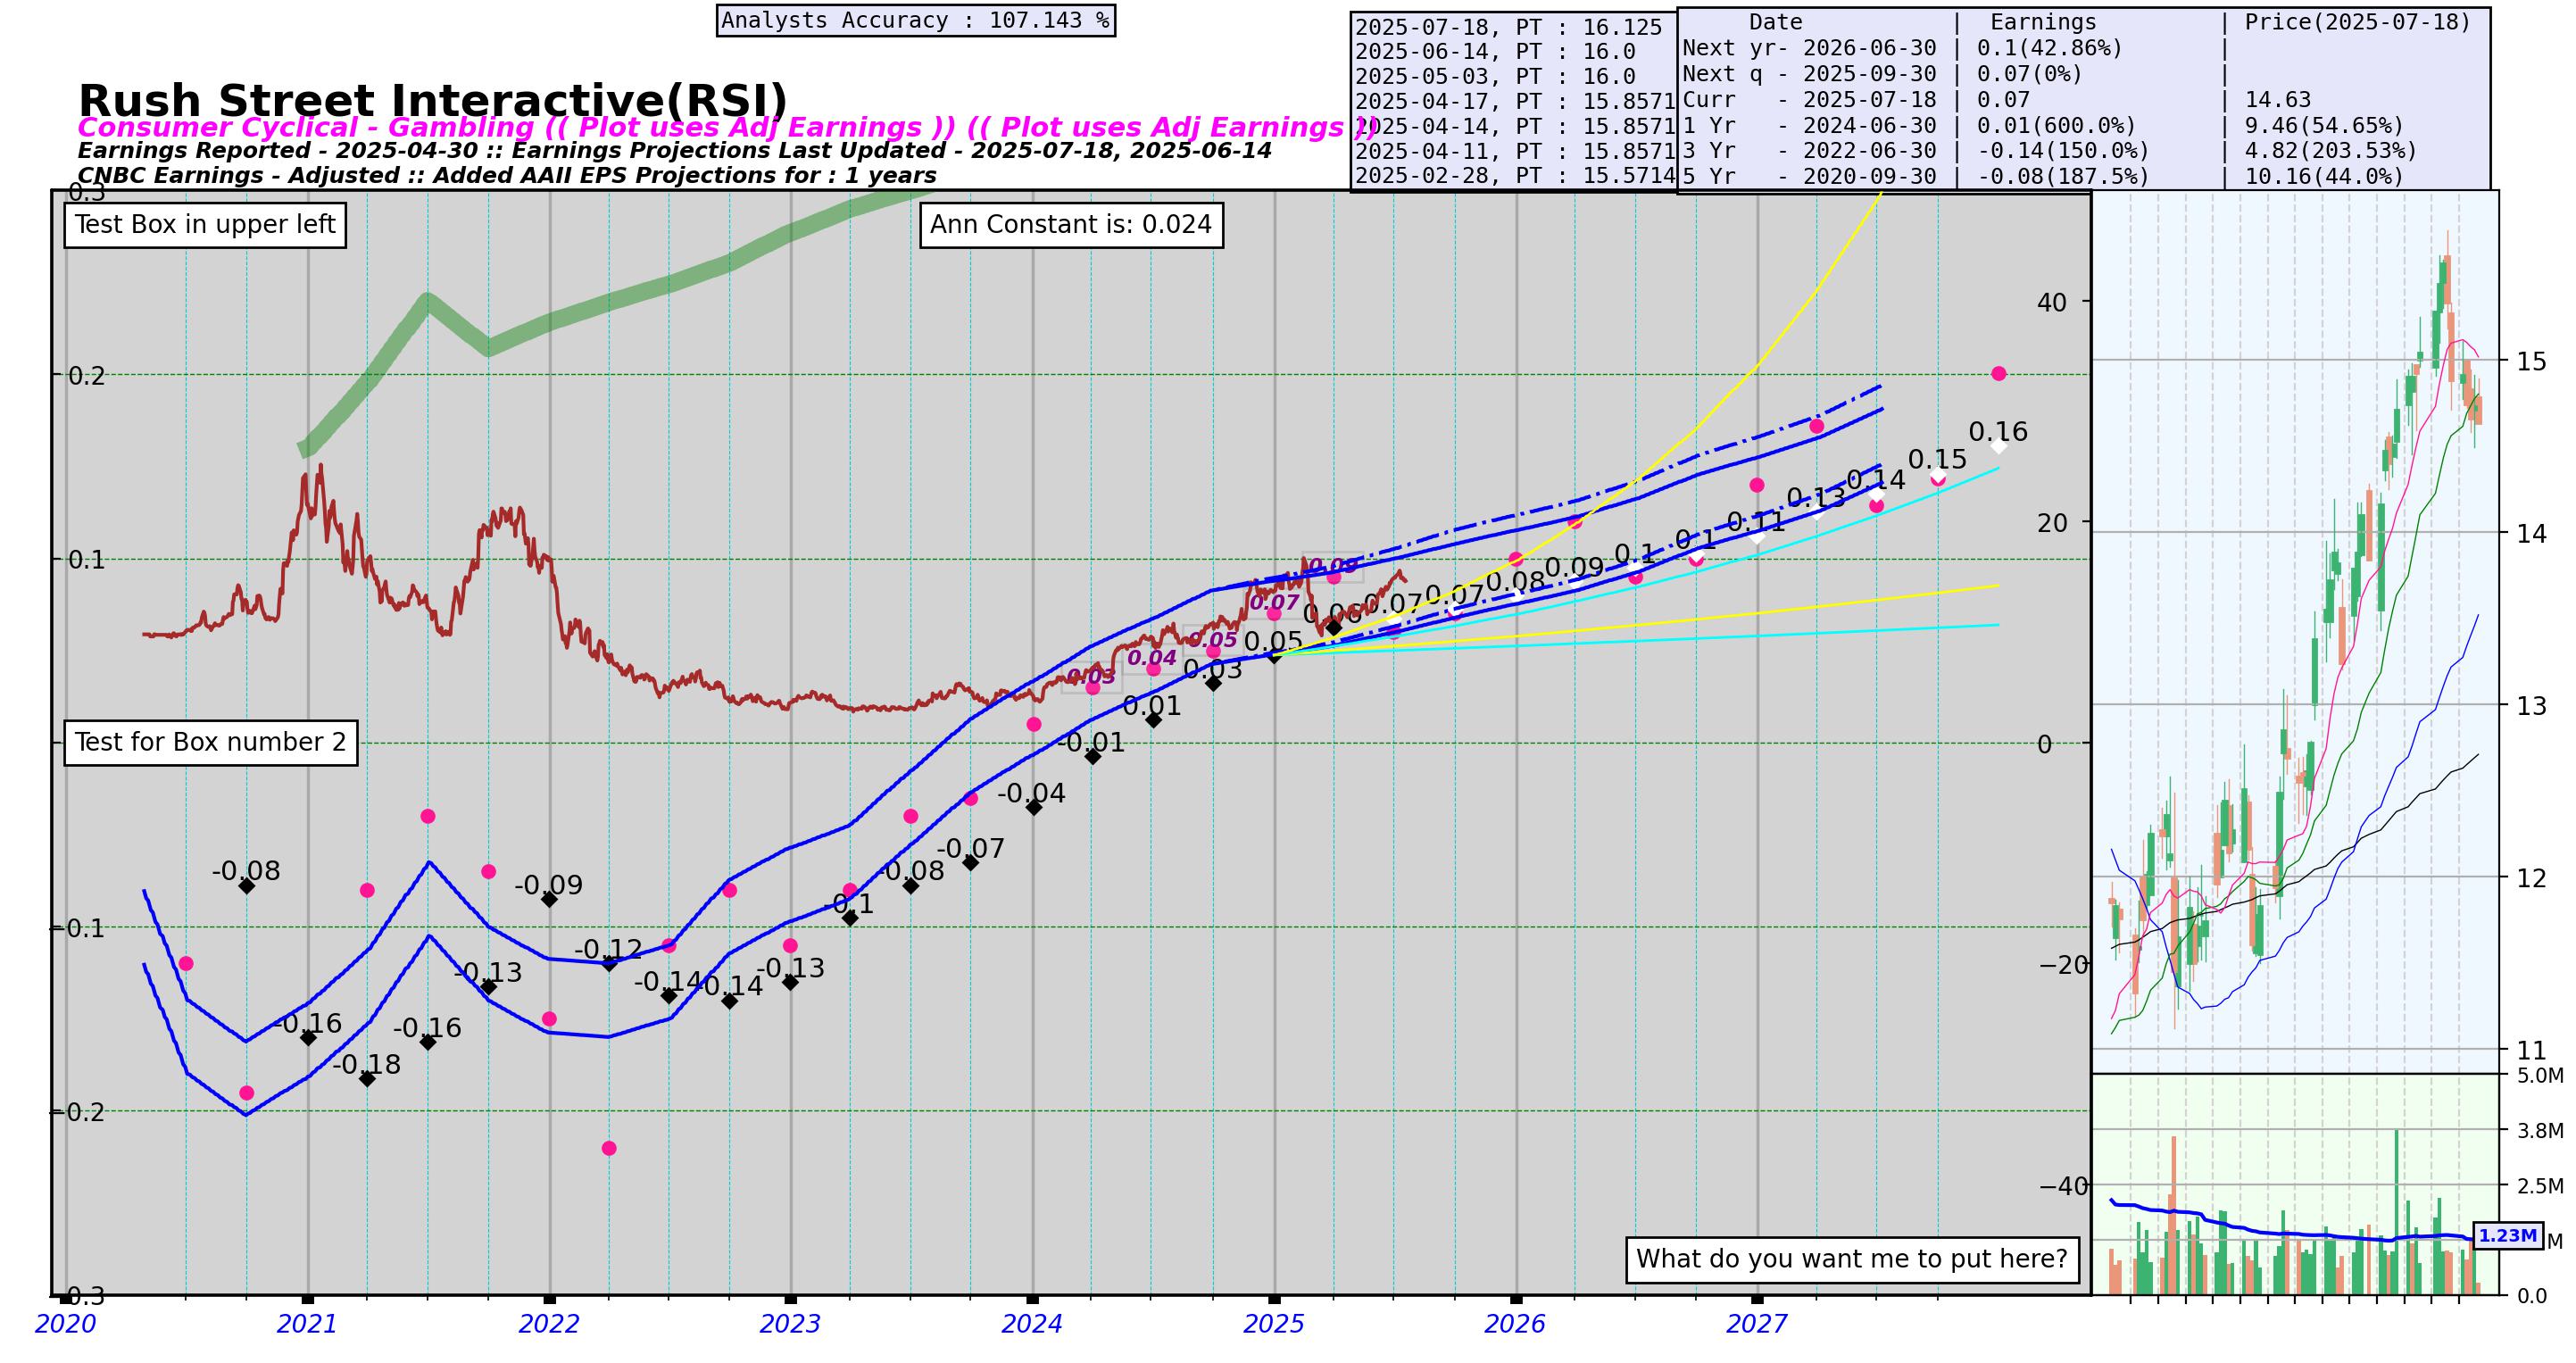 Analysts Accuracy : 107.143 %
2025-07-18, PT : 16.125
2025-06-14, PT : 16.0
2025-05-03, PT : 16.0
2025-04-17, PT : 15.8571
2025-04-14, PT : 15.8571
2025-04-11, PT : 15.8571
2025-02-28, PT : 15.5714
Date | Earnings | Price(2025-07-18)
Next yr- 2026-06-30 | 0.1(42.86%) |
Next q - 2025-09-30 | 0.07(0%) |
Curr - 2025-07-18 | 0.07 | 14.63
1 Yr - 2024-06-30 | 0.01(600.0%) | 9.46(54.65%)
3 Yr - 2022-06-30 | -0.14(150.0%) | 4.82(203.53%)
5 Yr - 2020-09-30 | -0.08(187.5%) | 10.16(44.0%)
Rush Street Interactive(RSI)
Consumer Cyclical - Gambling (( Plot uses Adj Earnings )) (( Plot uses Adj Earnings ))
Earnings Reported - 2025-04-30 :: Earnings Projections Last Updated - 2025-07-18, 2025-06-14
CNBC Earnings - Adjusted :: Added AAII EPS Projections for : 1 years
0.3
Test Box in upper left
Ann Constant is: 0.024
0.2
0.1
Test for Box number 2
-0.1
-0.2
-0.3
-0.08
-0.16
-0.18
-0.16
-0.13
-0.09
-0.12
-0.14
-0.14
-0.13
-0.1
-0.08
-0.07
-0.04
-0.01
0.01
0.03
0.05
0.06
0.07
0.07
0.08
0.09
0.1
0.1
0.11
0.13
0.14
0.15
0.16
0.03
0.04
0.05
0.07
0.09
40
20
0
−20
−40
What do you want me to put here?
15
14
13
12
11
5.0M
3.8M
2.5M
1.23M
M
0.0
2020
2021
2022
2023
2024
2025
2026
2027